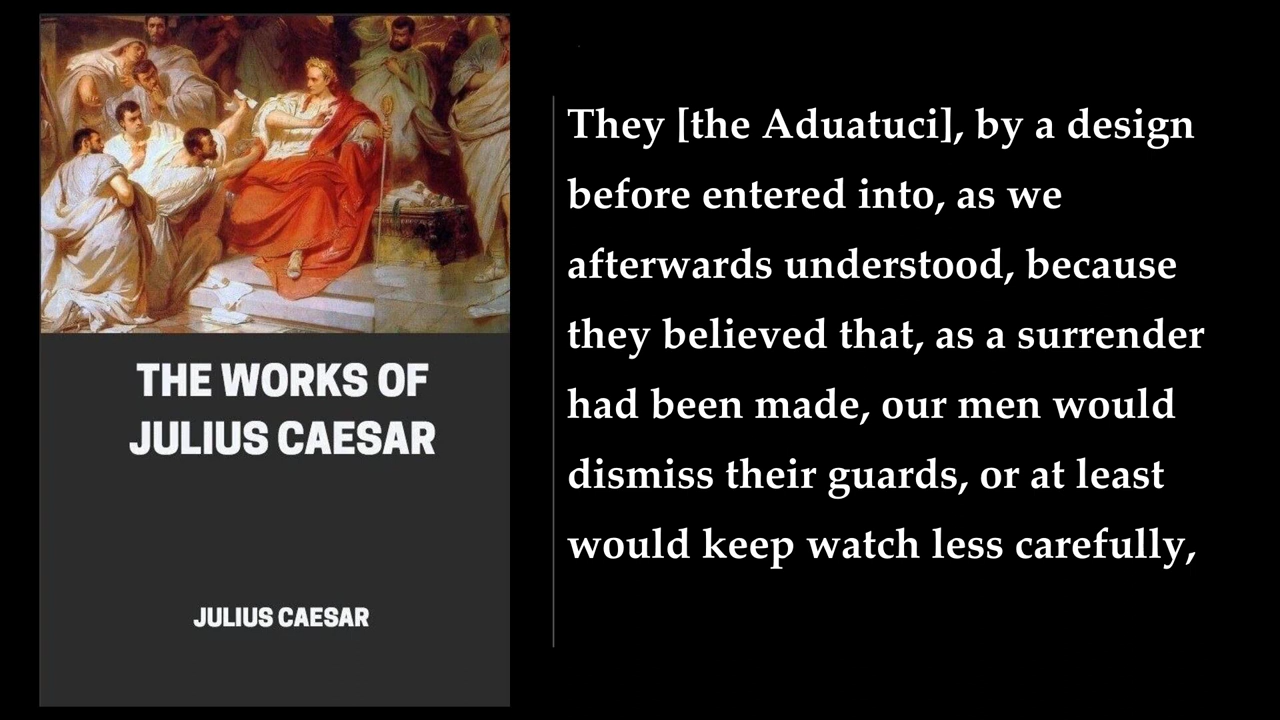 THE WORKS OF
JULIUS CAESAR
JULIUS CAESAR
They [the Aduatuci], by a design
before entered into, as we
afterwards understood, because
they believed that, as a surrender
had been made, our men would
dismiss their guards, or at least
would keep watch less carefully,